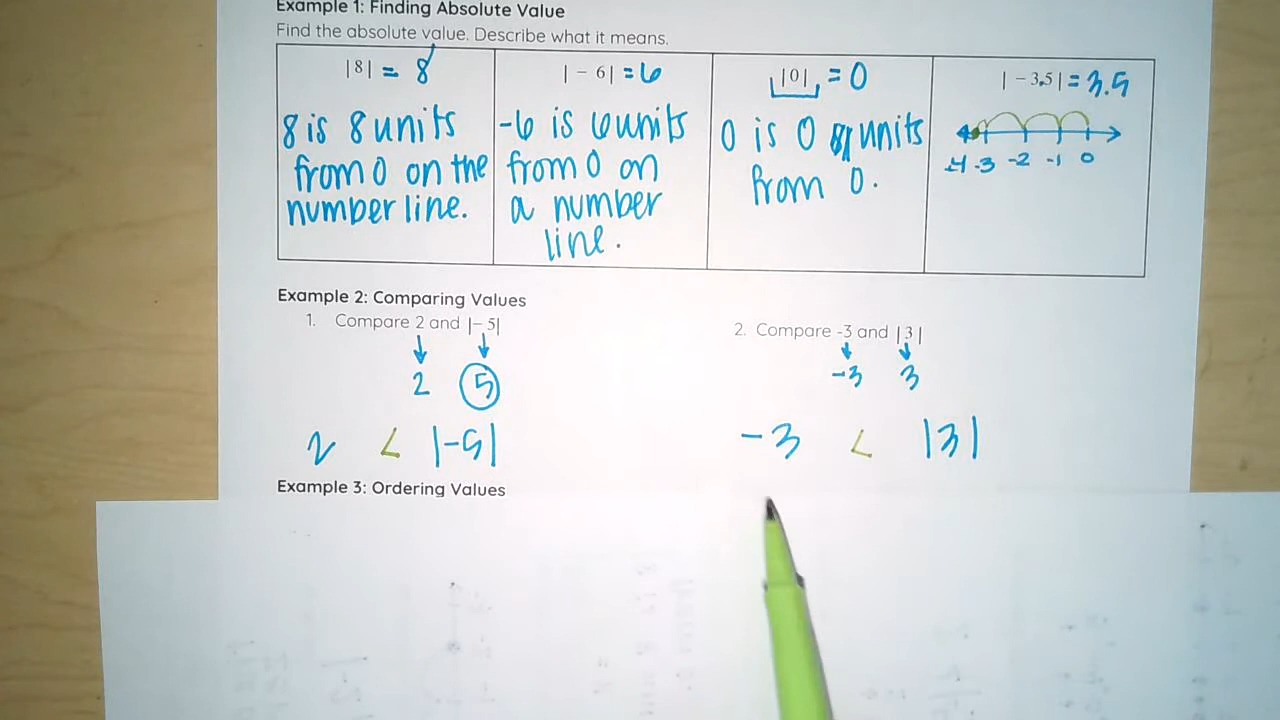 Example 1: Finding Absolute Value
Find the absolute value. Describe what it means.
|8| = 8
8 is 8 units
from 0 on the
number line.
|-6| = 6
-6 is 6 units
from 0 on
a number
line.
|0| = 0
0 is 0 units
from 0.
|-3.5| = 3.5
-4 -3 -2 -1 0
Example 2: Comparing Values
1. Compare 2 and |-5|
2 5
2 < |-5|
2. Compare -3 and |3|
-3 3
-3 < |3|
Example 3: Ordering Values